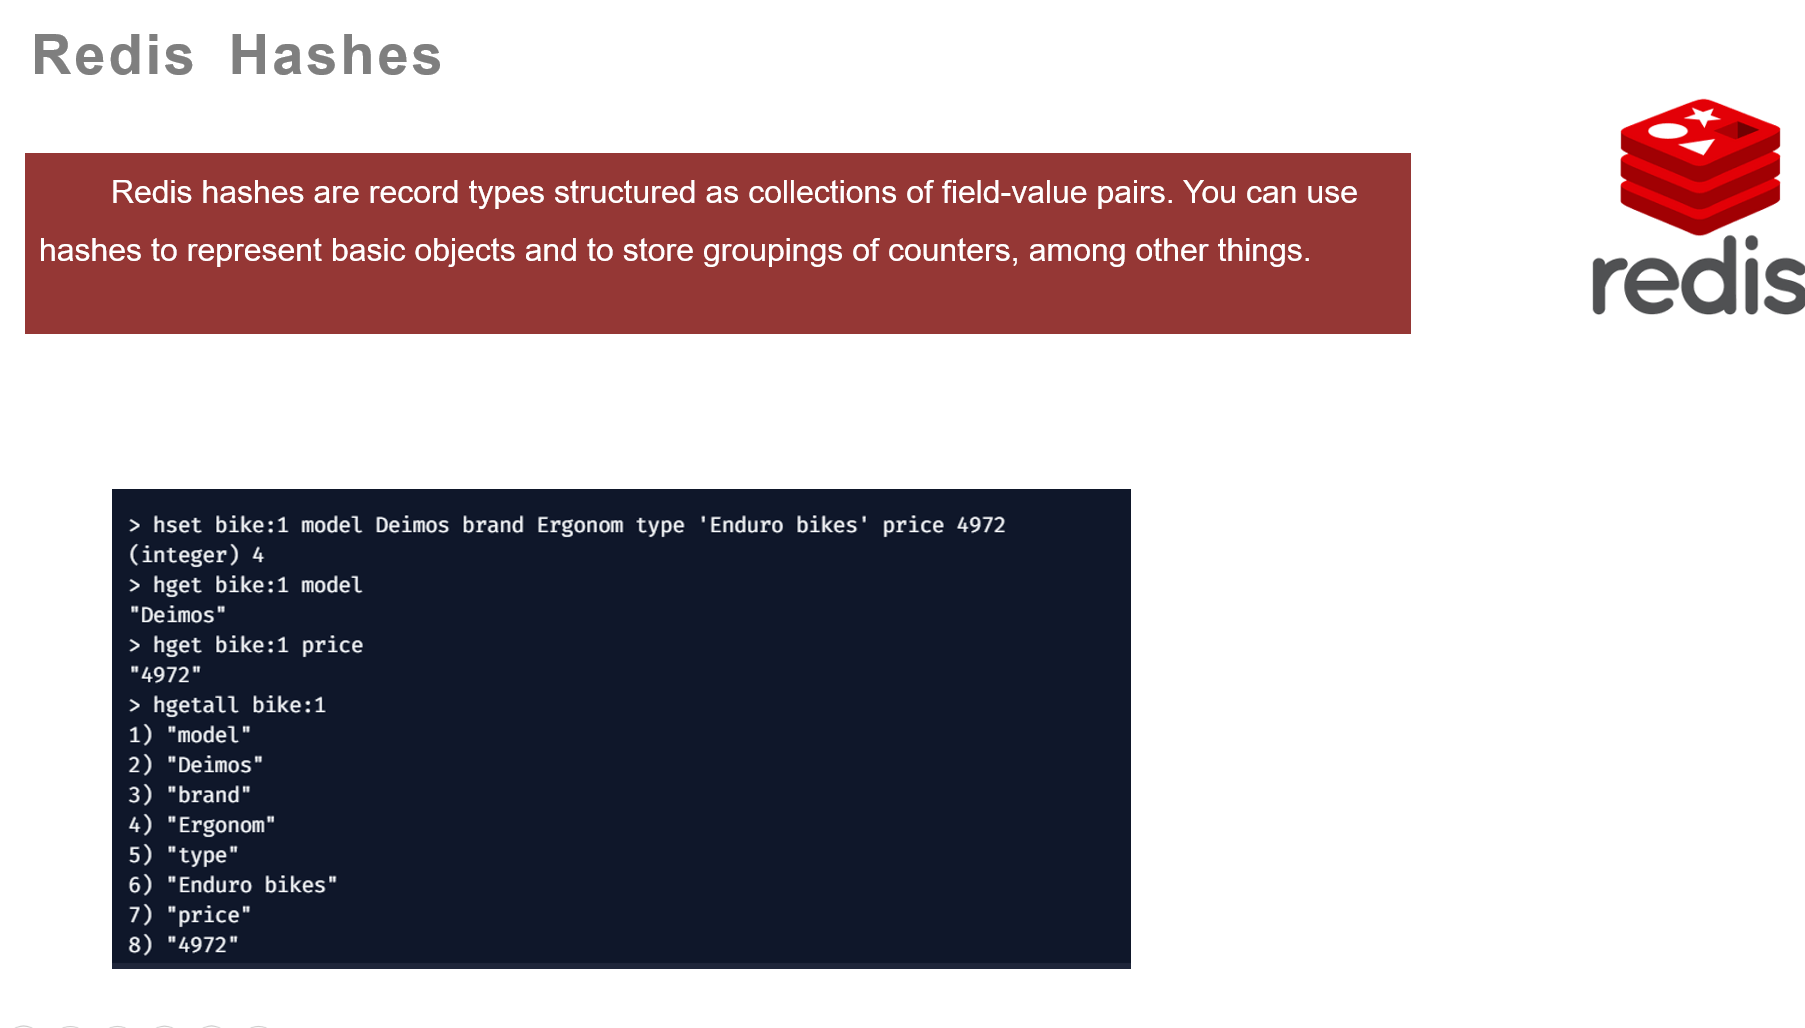 Redis Hashes
Redis hashes are record types structured as collections of field-value pairs. You can use
hashes to represent basic objects and to store groupings of counters, among other things.
redis
> hset bike:1 model Deimos brand Ergonom type 'Enduro bikes' price 4972
(integer) 4
> hget bike:1 model
"Deimos"
> hget bike:1 price
"4972"
> hgetall bike:1
1) "model"
2) "Deimos"
3) "brand"
4) "Ergonom"
5) "type"
6) "Enduro bikes"
7) "price"
8) "4972"